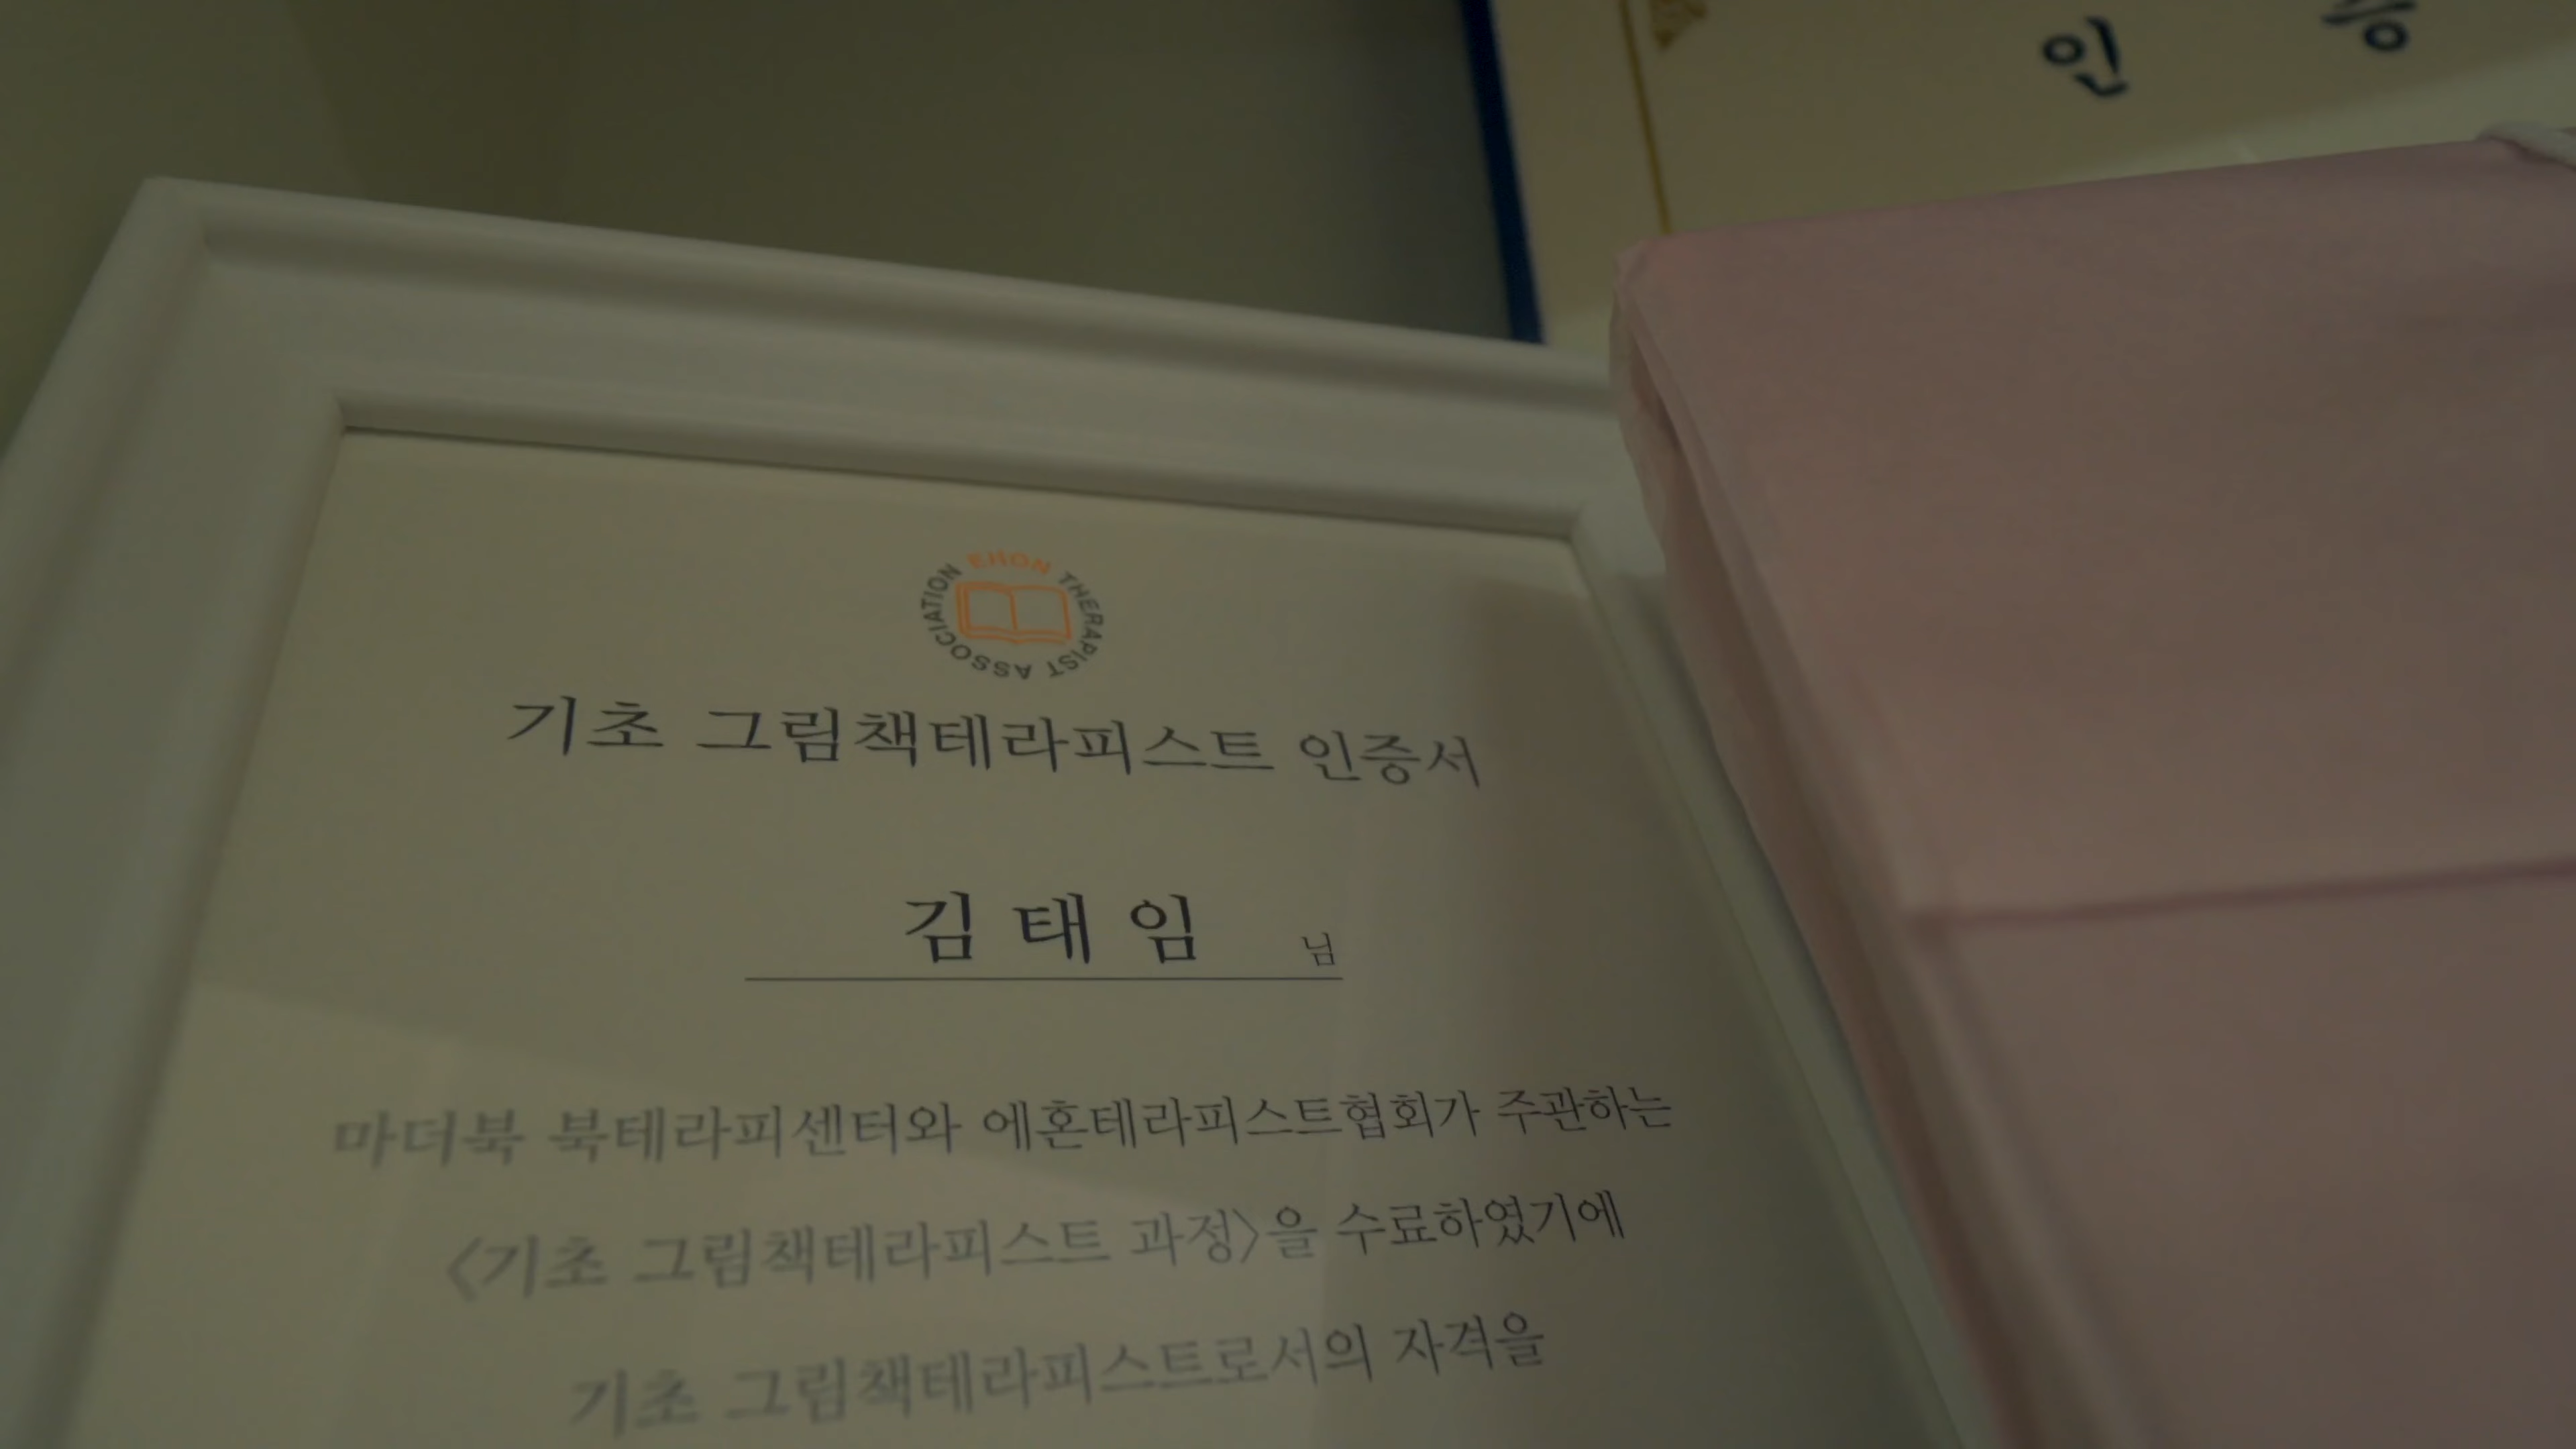 인 증
EHON THERAPIST ASSOCIATION
기초 그림책테라피스트 인증서
김 태 임 님
마더북 북테라피센터와 에혼테라피스트협회가 주관하는
〈기초 그림책테라피스트 과정〉을 수료하였기에
기초 그림책테라피스트로서의 자격을